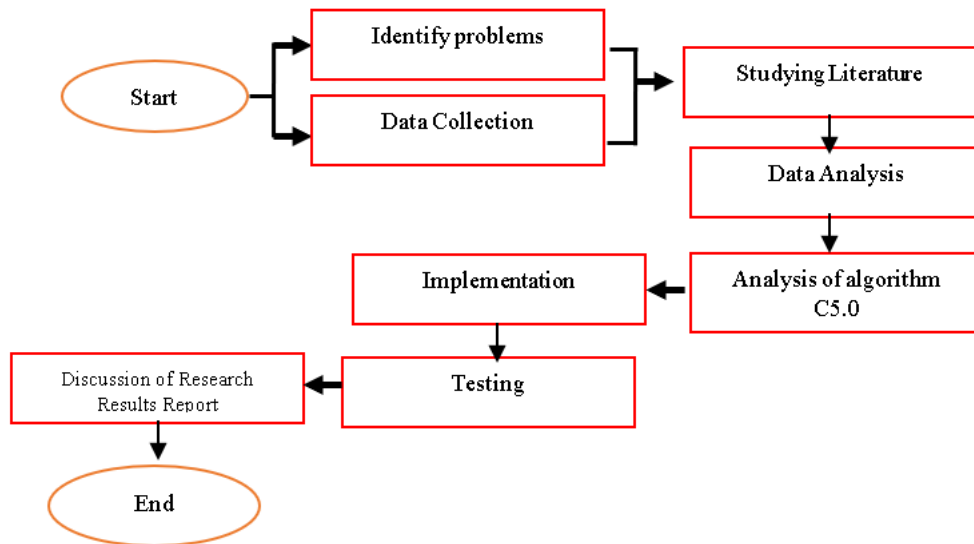 Start
Identify problems
Data Collection
Studying Literature
Data Analysis
Analysis of algorithm
C5.0
Implementation
Testing
Discussion of Research
Results Report
End